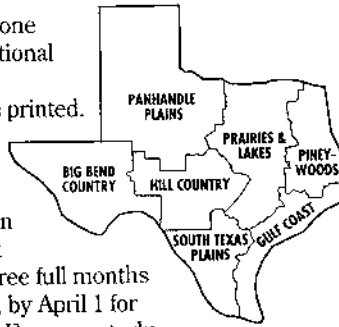 one
tional
printed.
n
ree full months
, by April 1 for
PANHANDLE
PLAINS
PRAIRIES &
LAKES
PINEY-
WOODS
BIG BEND
COUNTRY
HILL COUNTRY
SOUTH TEXAS
PLAINS
GULF COAST